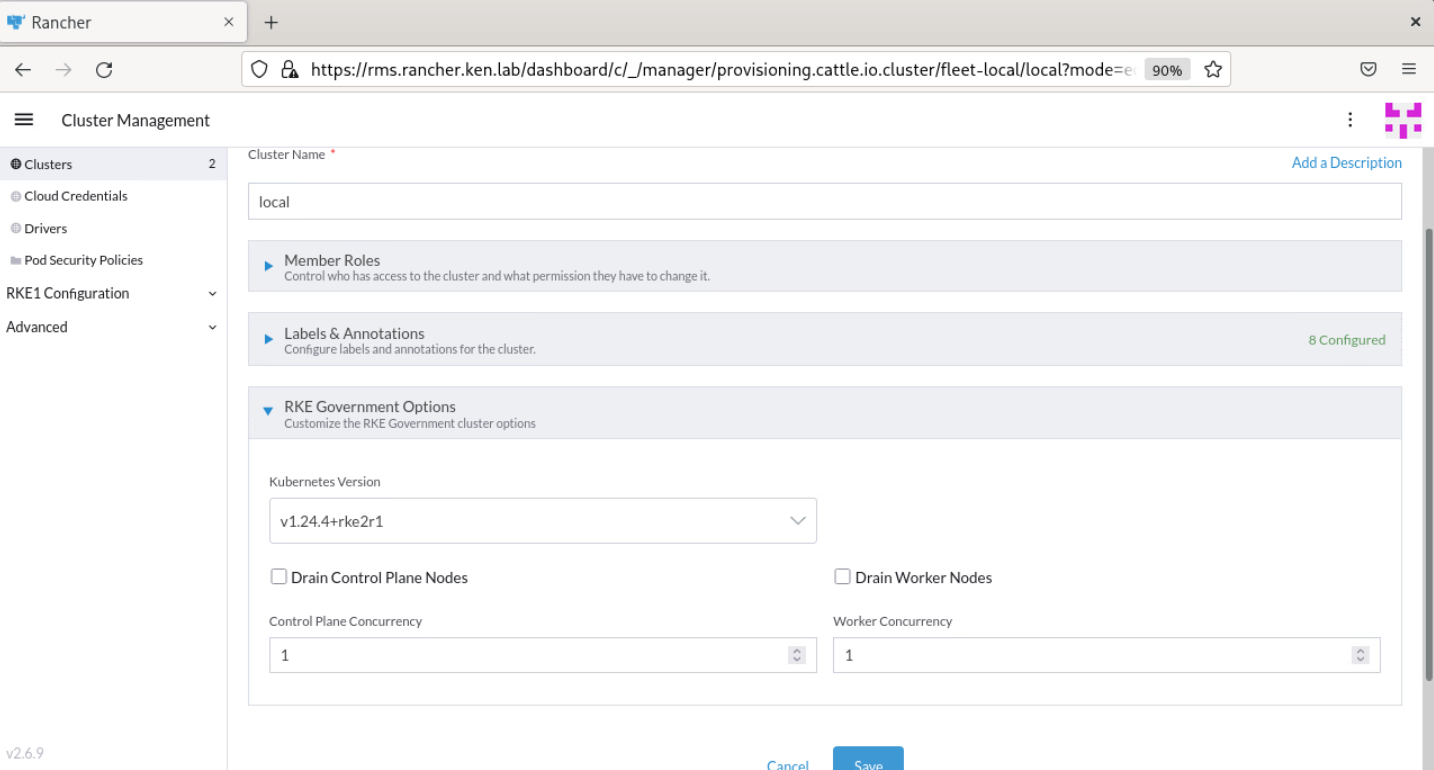 Rancher
https://rms.rancher.ken.lab/dashboard/c/_/manager/provisioning.cattle.io.cluster/fleet-local/local?mode=e
90%
Cluster Management
Clusters 2
Cloud Credentials
Drivers
Pod Security Policies
RKE1 Configuration
Advanced
v2.6.9
Cluster Name *
Add a Description
local
Member Roles
Control who has access to the cluster and what permission they have to change it.
Labels & Annotations
Configure labels and annotations for the cluster.
8 Configured
RKE Government Options
Customize the RKE Government cluster options
Kubernetes Version
v1.24.4+rke2r1
Drain Control Plane Nodes
Drain Worker Nodes
Control Plane Concurrency
Worker Concurrency
1
1
Cancel
Save